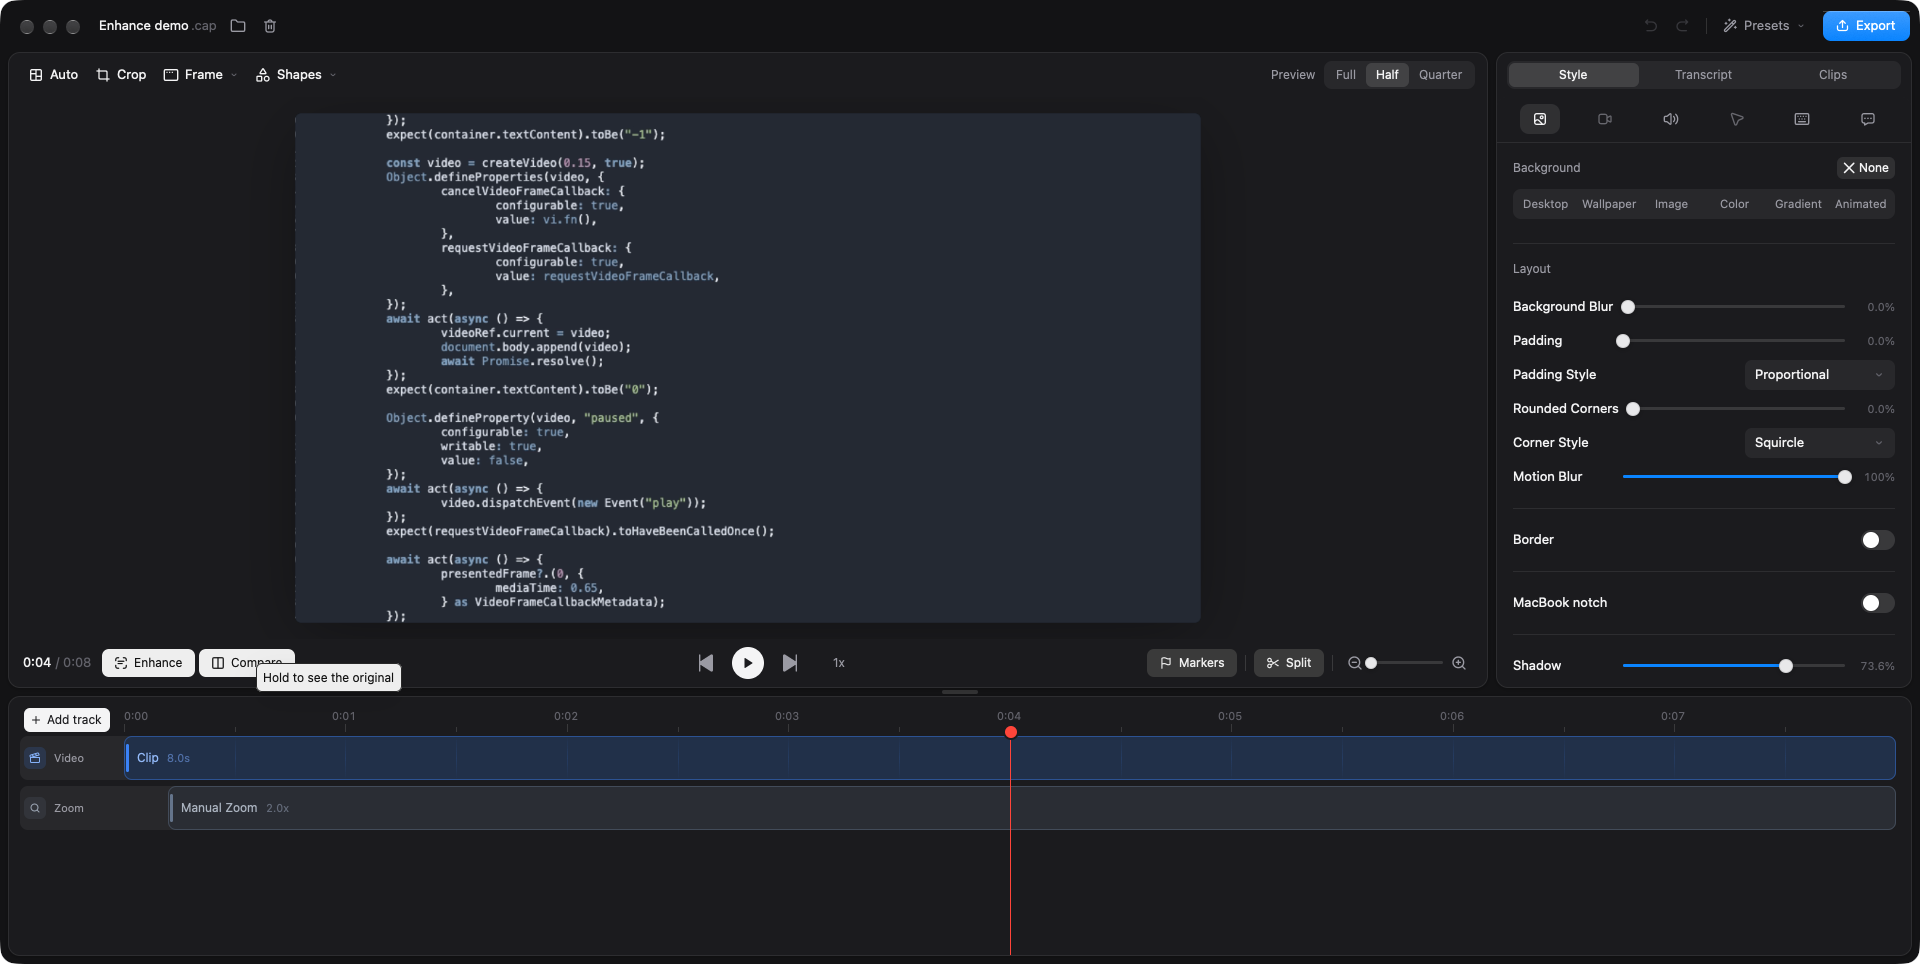 Enhance demo .cap
Presets
Export
Auto
Crop
Frame
Shapes
Preview
Full
Half
Quarter
});
expect(container.textContent).toBe("-1");
const video = createVideo(0.15, true);
Object.defineProperties(video, {
cancelVideoFrameCallback: {
configurable: true,
value: vi.fn(),
},
requestVideoFrameCallback: {
configurable: true,
value: requestVideoFrameCallback,
},
});
await act(async () => {
videoRef.current = video;
document.body.append(video);
await Promise.resolve();
});
expect(container.textContent).toBe("0");
Object.defineProperty(video, "paused", {
configurable: true,
writable: true,
value: false,
});
await act(async () => {
video.dispatchEvent(new Event("play"));
});
expect(requestVideoFrameCallback).toHaveBeenCalledOnce();
await act(async () => {
presentedFrame?.(0, {
mediaTime: 0.65,
} as VideoFrameCallbackMetadata);
});
0:04 / 0:08
Enhance
Compare
Hold to see the original
1x
Markers
Split
Style
Transcript
Clips
Background
None
Desktop
Wallpaper
Image
Color
Gradient
Animated
Layout
Background Blur
0.0%
Padding
0.0%
Padding Style
Proportional
Rounded Corners
0.0%
Corner Style
Squircle
Motion Blur
100%
Border
MacBook notch
Shadow
73.6%
+ Add track
0:00
0:01
0:02
0:03
0:04
0:05
0:06
0:07
Video
Clip 8.0s
Zoom
Manual Zoom 2.0x